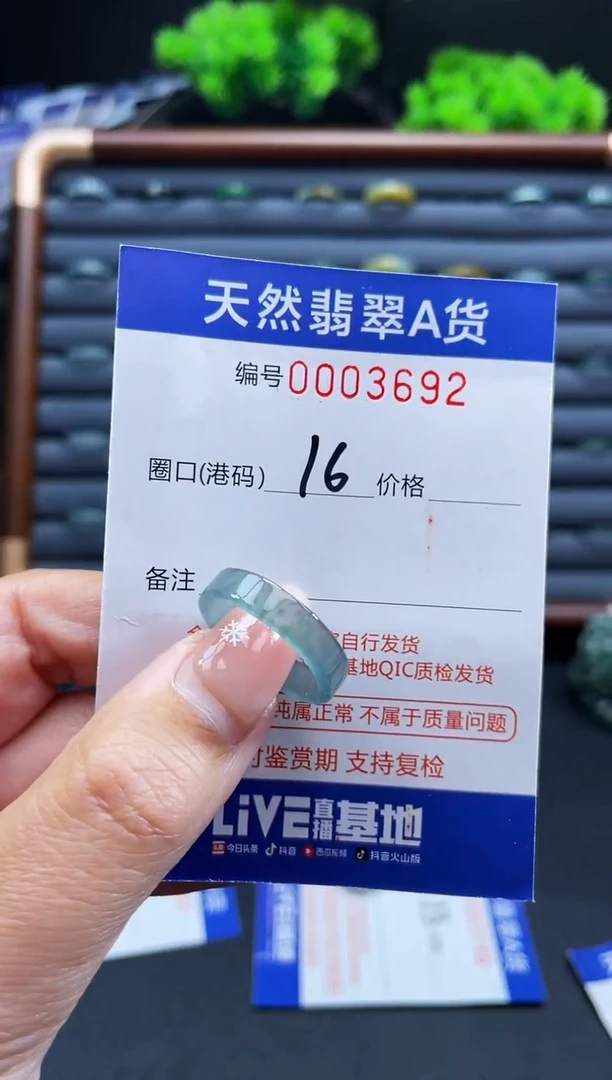 天然翡翠A货
编号0003692
圈口(港码) 16 价格
备注
自行发货
基地QIC质检发货
纯属正常 不属于质量问题
鉴赏期 支持复检
LiVE直播基地
今日头条 抖音 西瓜视频 抖音火山版